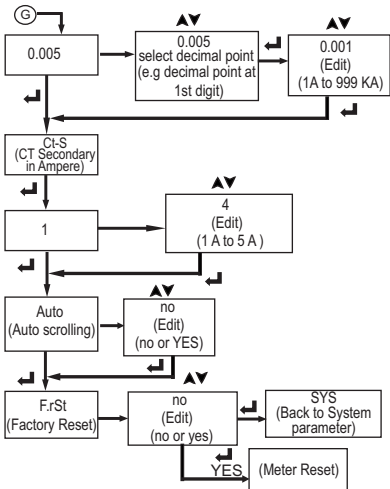 G
0.005
0.005
select decimal point
(e.g decimal point at
1st digit)
0.001
(Edit)
(1A to 999 KA)
Ct-S
(CT Secondary
in Ampere)
1
4
(Edit)
(1 A to 5 A )
Auto
(Auto scrolling)
no
(Edit)
(no or YES)
F.rSt
(Factory Reset)
no
(Edit)
(no or yes)
SYS
(Back to System
parameter)
YES
(Meter Reset)